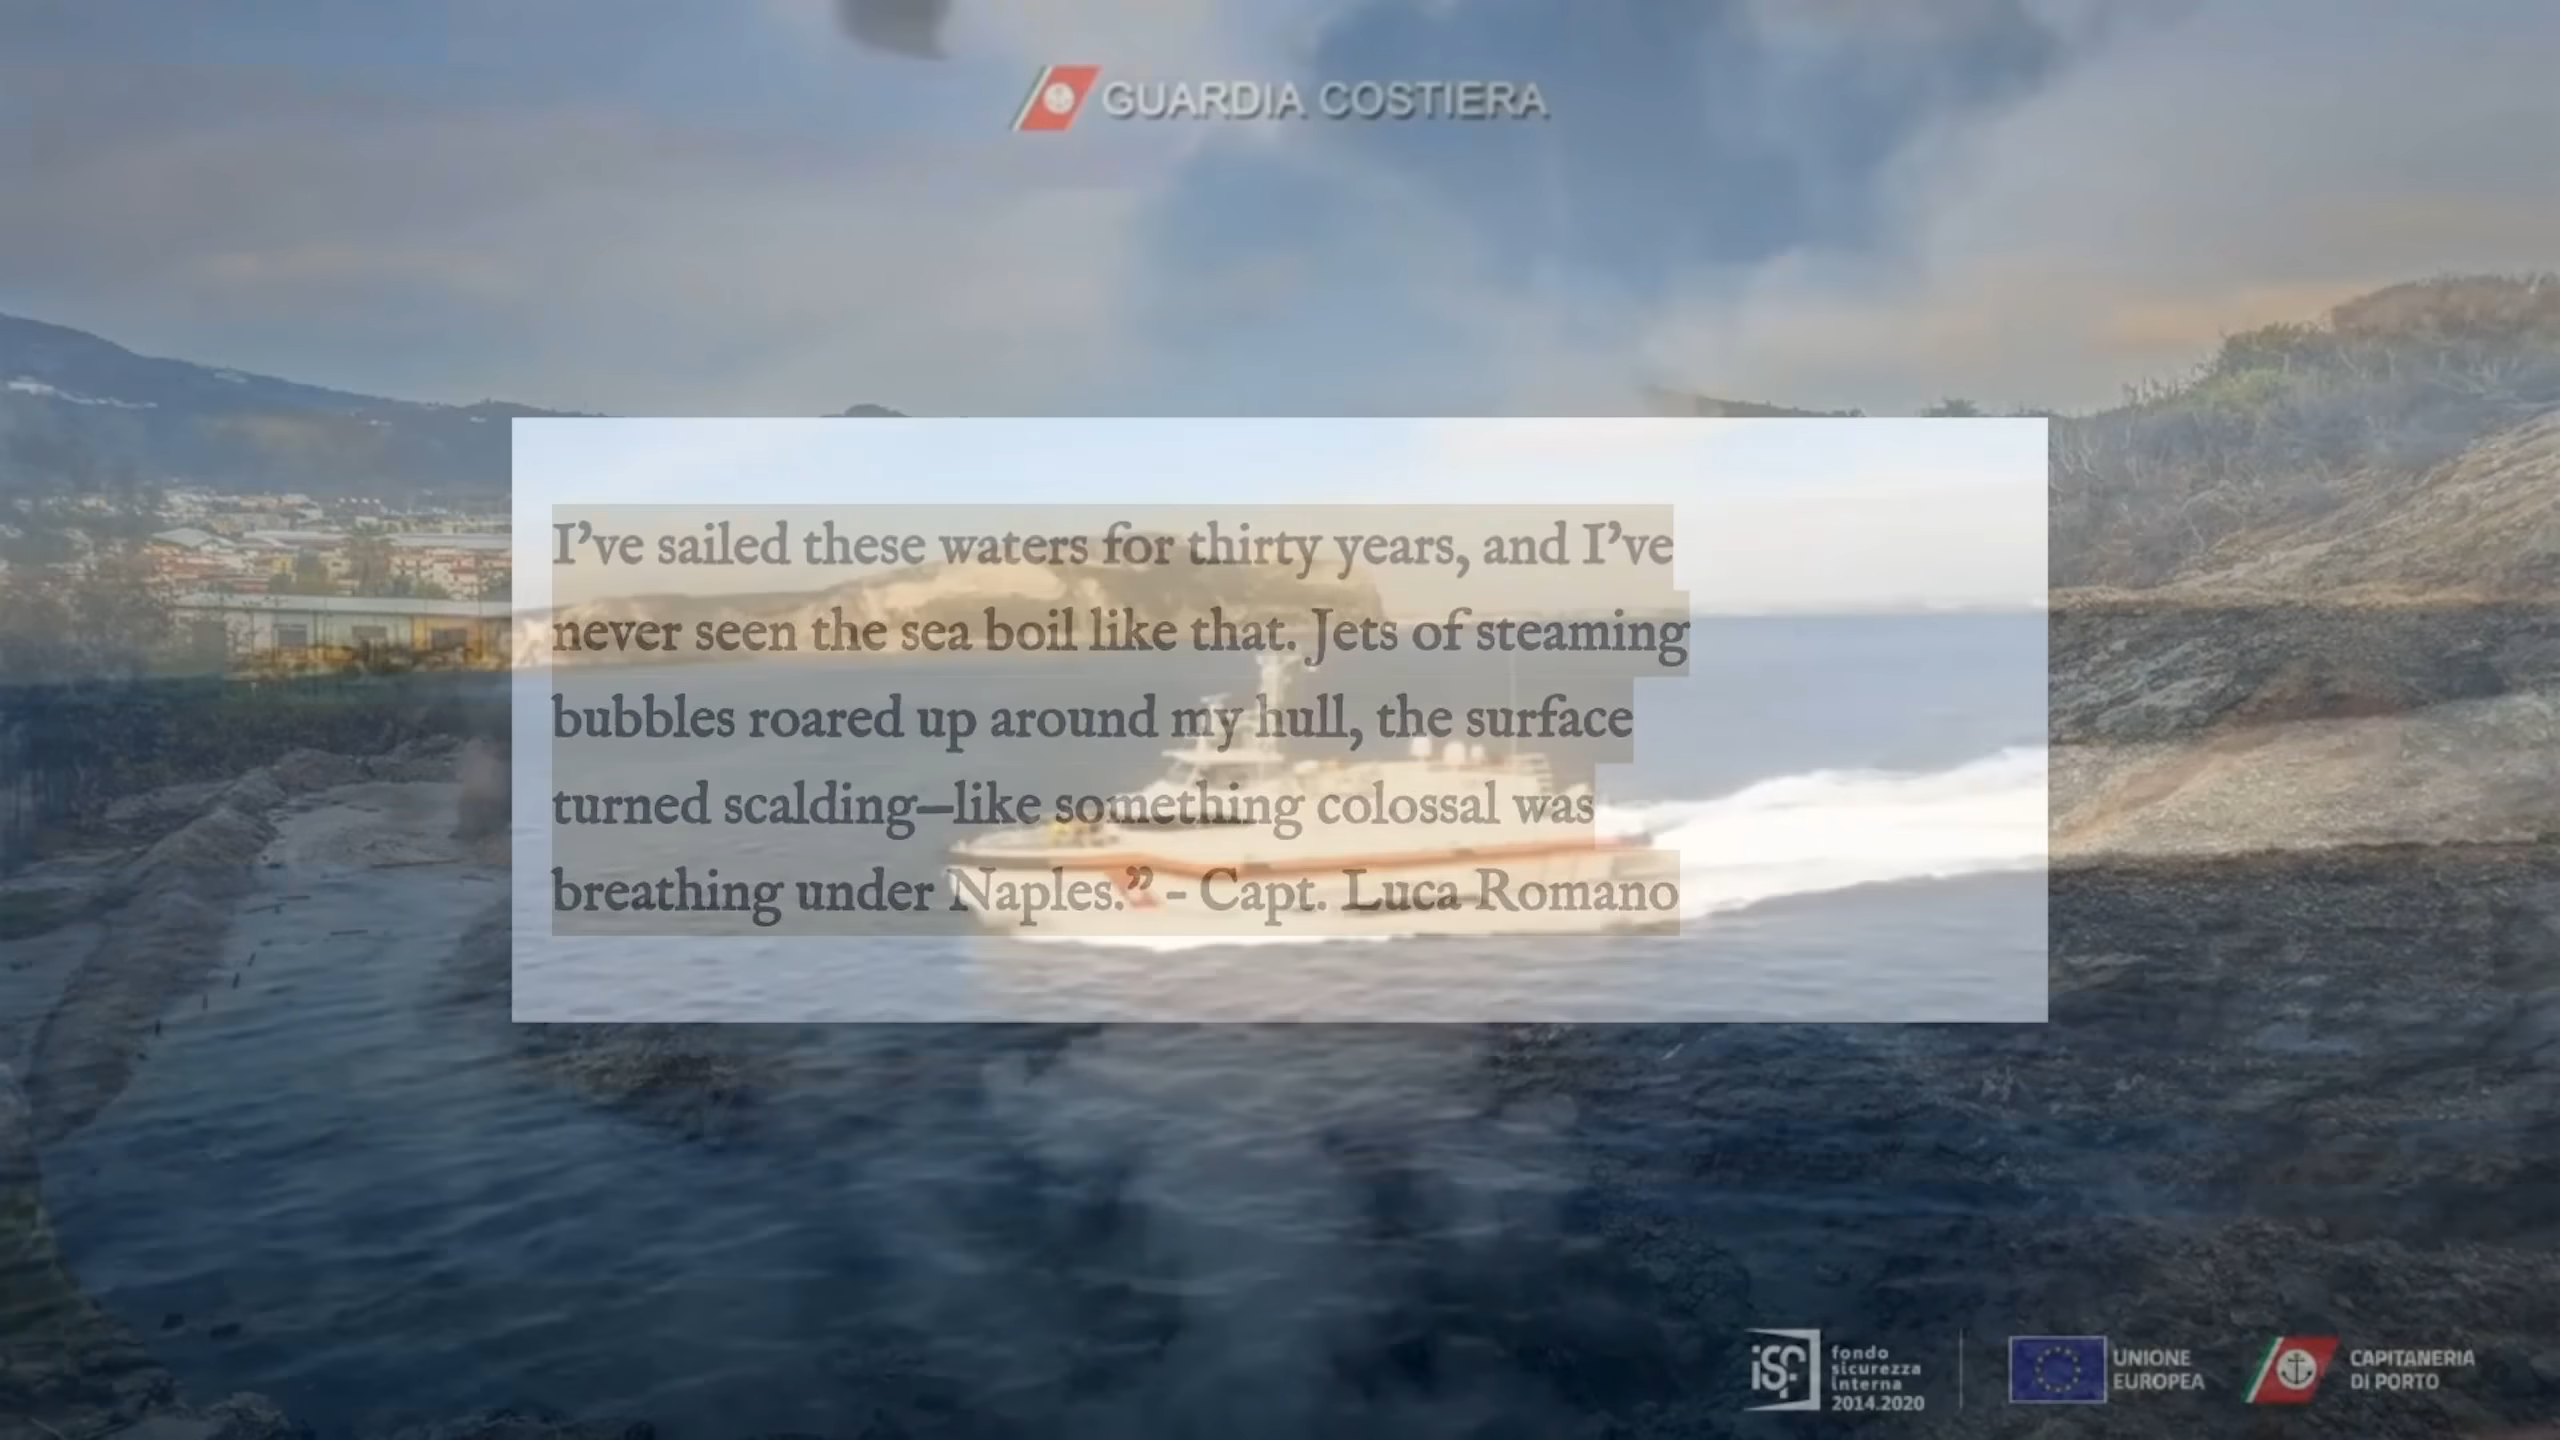 GUARDIA COSTIERA
I’ve sailed these waters for thirty years, and I’ve
never seen the sea boil like that. Jets of steaming
bubbles roared up around my hull, the surface
turned scalding—like something colossal was
breathing under Naples.” - Capt. Luca Romano
isf
fondo
sicurezza
interna
2014.2020
UNIONE
EUROPEA
CAPITANERIA
DI PORTO